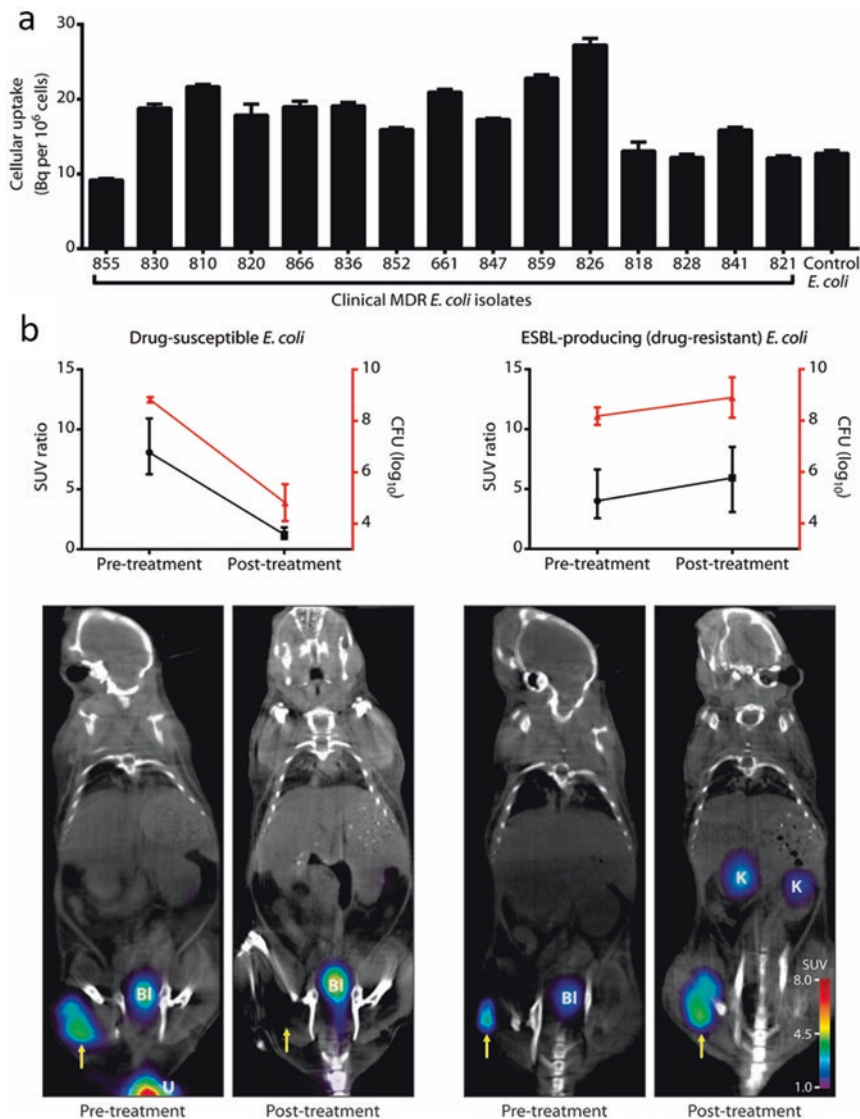 a
30
20
10
0
Cellular uptake
(Bq per 10⁶ cells)
855 830 810 820 866 836 852 661 847 859 826 818 828 841 821 Control
E. coli
Clinical MDR E. coli isolates
b
Drug-susceptible E. coli
15
10
5
0
SUV ratio
10
8
6
4
CFU (log₁₀)
Pre-treatment Post-treatment
ESBL-producing (drug-resistant) E. coli
15
10
5
0
SUV ratio
10
8
6
4
CFU (log₁₀)
Pre-treatment Post-treatment
Bl
U
Bl
Bl
K
K
SUV
8.0
4.5
1.0
Pre-treatment Post-treatment Pre-treatment Post-treatment